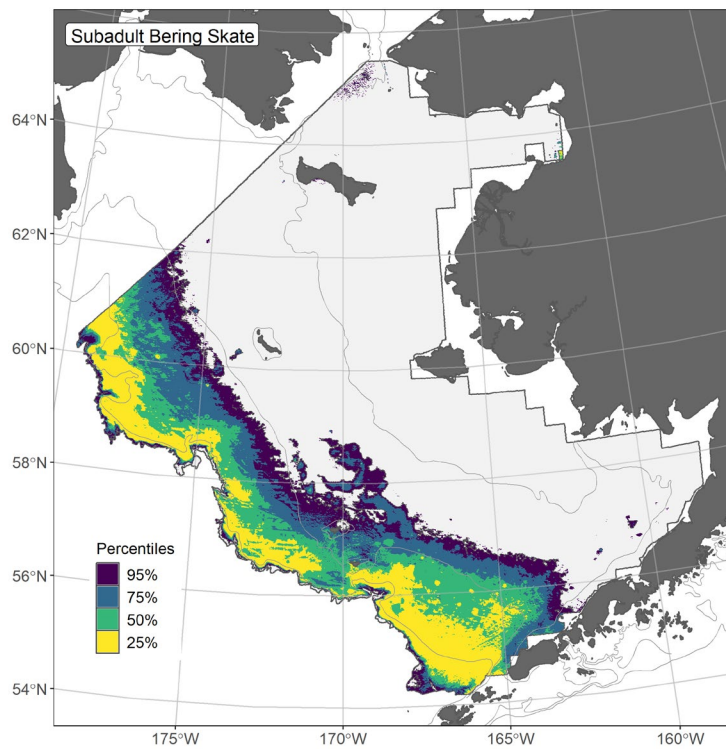 Subadult Bering Skate
64°N
62°N
60°N
58°N
56°N
54°N
Percentiles
95%
75%
50%
25%
175°W
170°W
165°W
160°W